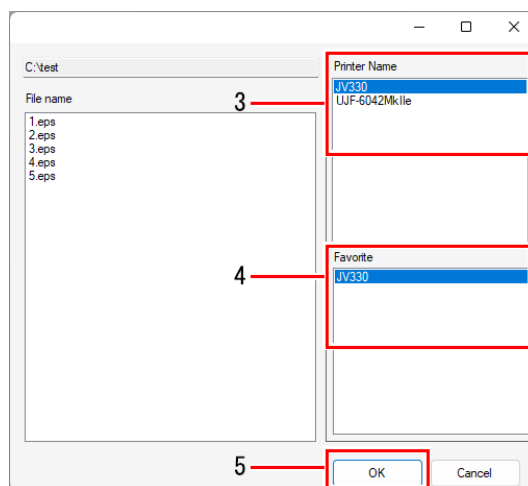 C:\test
File name
1.eps
2.eps
3.eps
4.eps
5.eps
3
Printer Name
JV330
UJF-6042MkIIe
4
Favorite
JV330
5
OK
Cancel